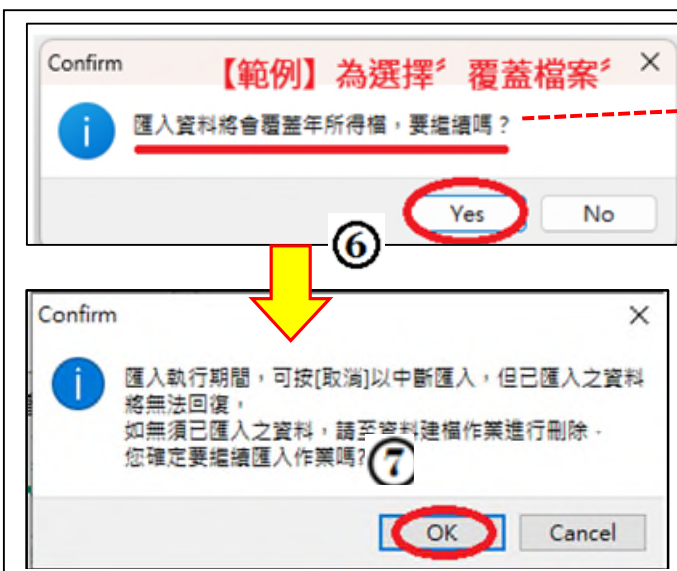 Confirm
【範例】為選擇〞覆蓋檔案〞
匯入資料將會覆蓋年所得檔，要繼續嗎？
Yes
No
⑥
Confirm
匯入執行期間，可按[取消]以中斷匯入，但已匯入之資料
將無法回復，
如無須已匯入之資料，請至資料建檔作業進行刪除．
您確定要繼續匯入作業嗎?
⑦
OK
Cancel